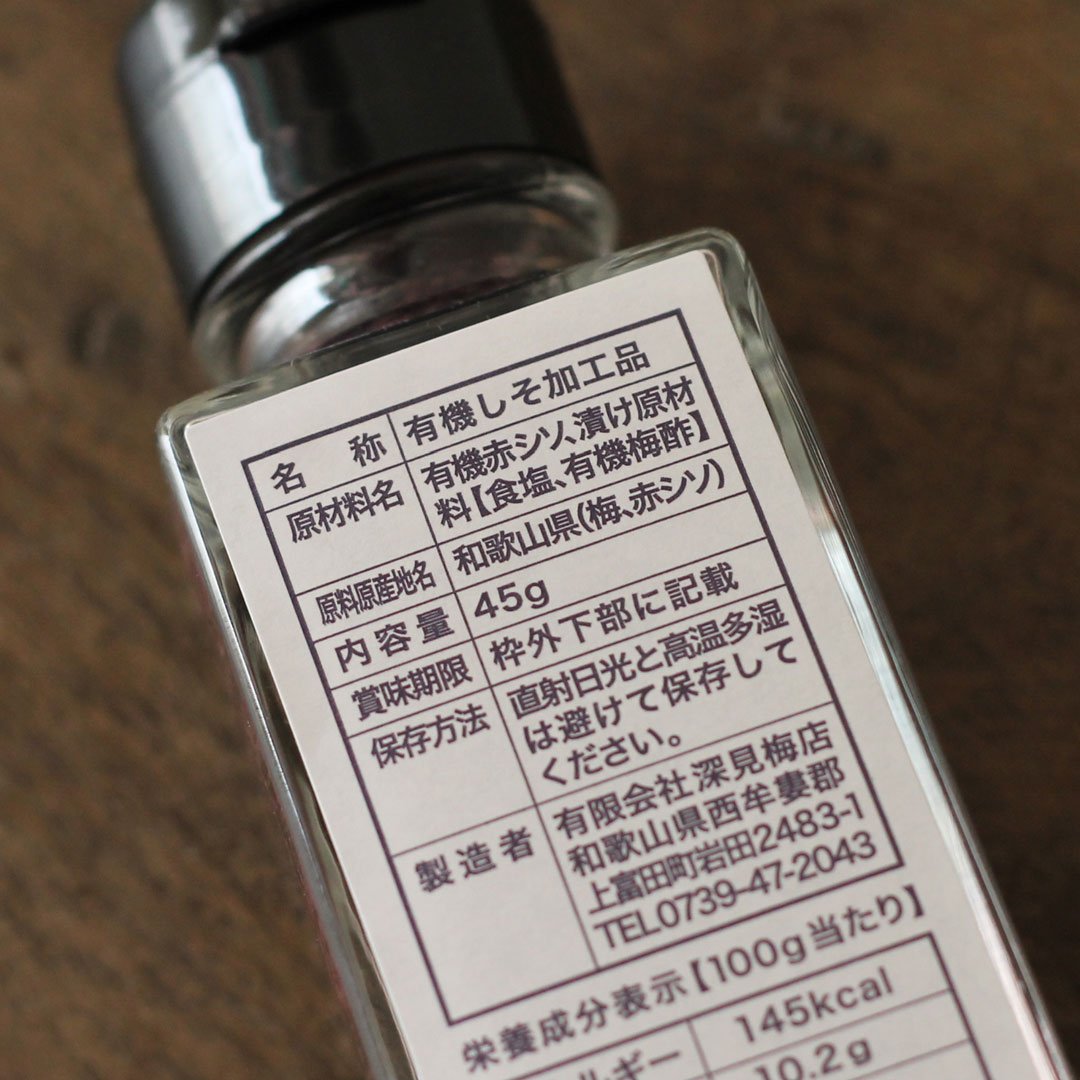 名称 有機しそ加工品
原材料名 有機赤シソ、漬け原材
料【食塩、有機梅酢】
原料原産地名 和歌山県(梅、赤シソ)
内容量 45g
賞味期限 枠外下部に記載
保存方法 直射日光と高温多湿
は避けて保存して
ください。
製造者 有限会社深見梅店
和歌山県西牟婁郡
上富田町岩田2483-1
TEL0739-47-2043
栄養成分表示【100g当たり】
ルギー 145kcal
10.2g